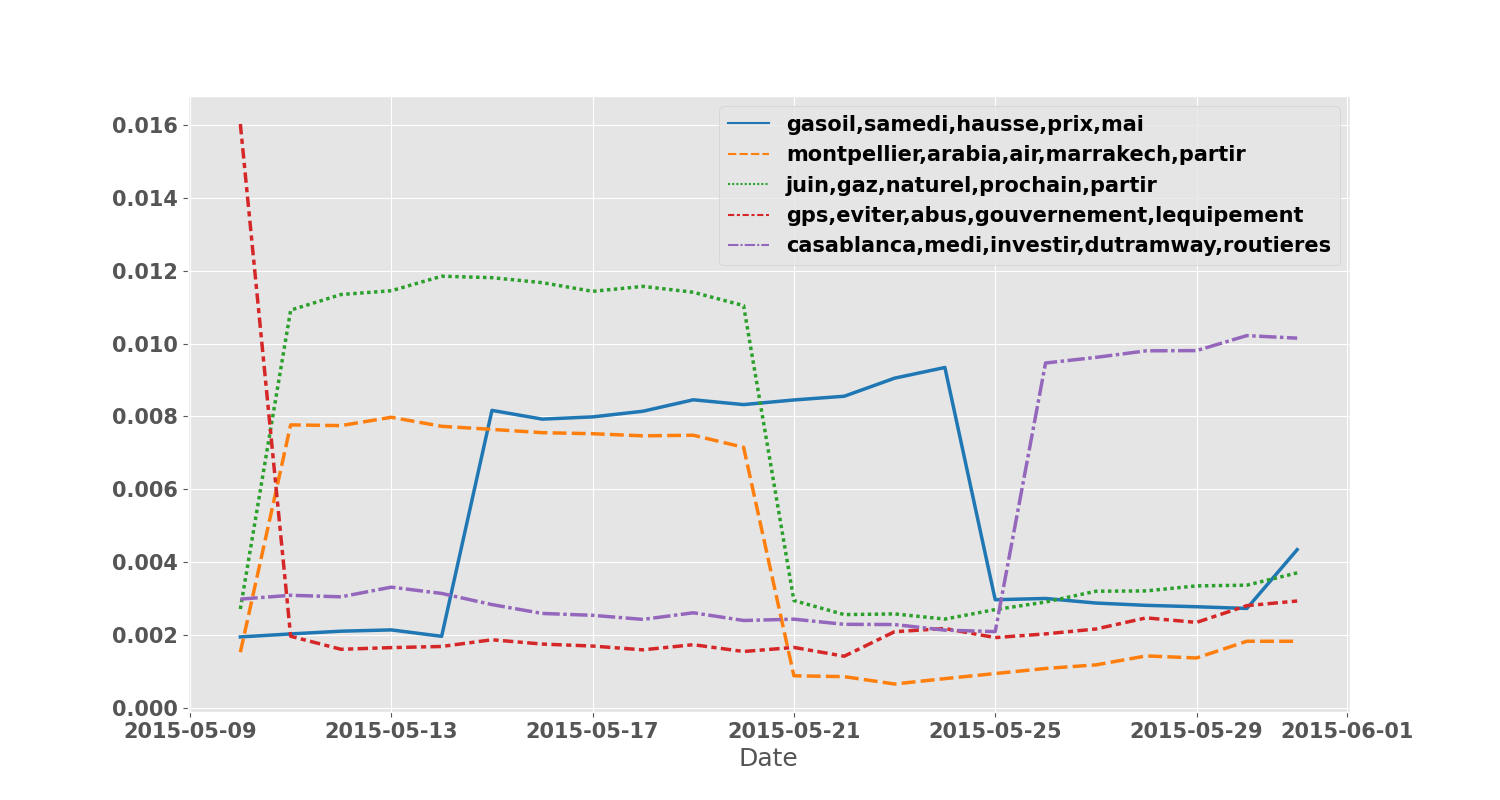 0.016
0.014
0.012
0.010
0.008
0.006
0.004
0.002
0.000
gasoil,samedi,hausse,prix,mai
montpellier,arabia,air,marrakech,partir
juin,gaz,naturel,prochain,partir
gps,eviter,abus,gouvernement,lequipement
casablanca,medi,investir,dutramway,routieres
2015-05-09 2015-05-13 2015-05-17 2015-05-21 2015-05-25 2015-05-29 2015-06-01
Date